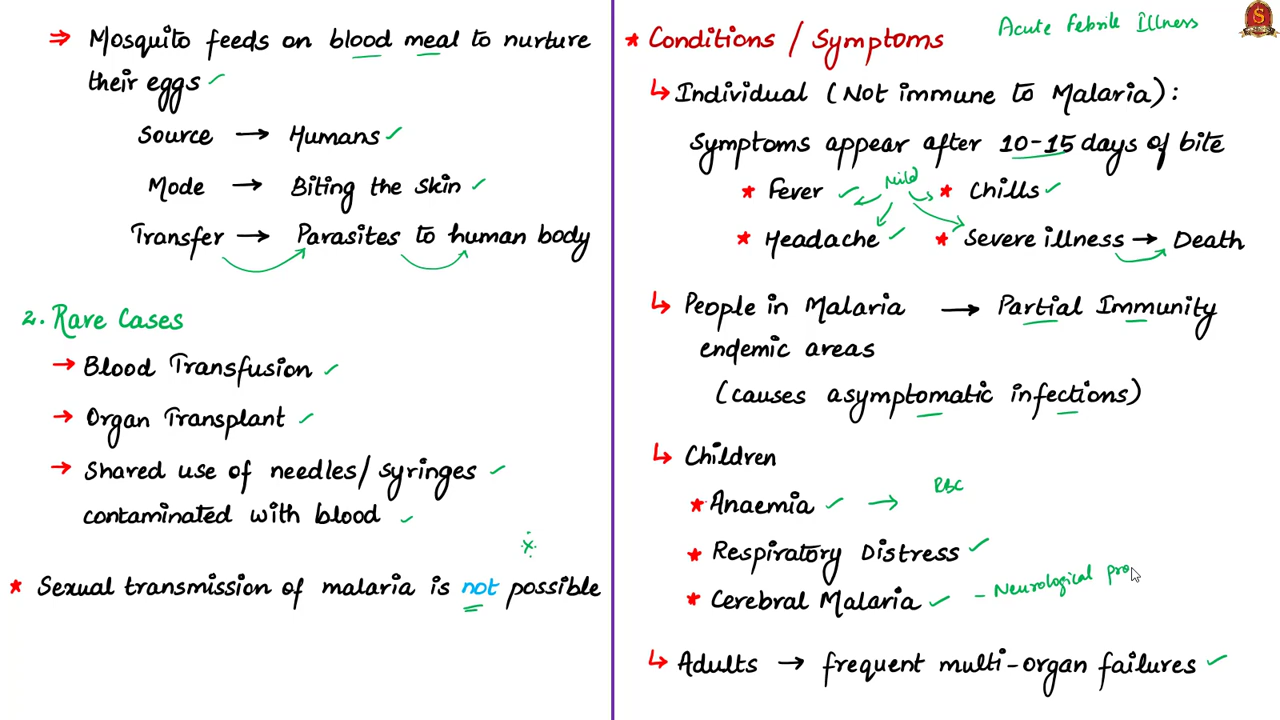 ⇒ Mosquito feeds on blood meal to nurture
their eggs ✓
Source → Humans ✓
Mode → Biting the skin ✓
Transfer → Parasites to human body
2. Rare Cases
→ Blood Transfusion ✓
→ Organ Transplant ✓
→ Shared use of needles/syringes ✓
contaminated with blood ✓
* Sexual transmission of malaria is not possible
Acute Febrile Illness
* Conditions / Symptoms
↳ Individual (Not immune to Malaria):
Symptoms appear after 10-15 days of bite
Mild
* Fever ✓ * Chills ✓
* Headache ✓ * Severe illness → Death
↳ People in Malaria → Partial Immunity
endemic areas
(causes asymptomatic infections)
↳ Children
* Anaemia ✓ → RBC
* Respiratory Distress ✓
* Cerebral Malaria ✓ - Neurological pro
↳ Adults → frequent multi-organ failures ✓
S